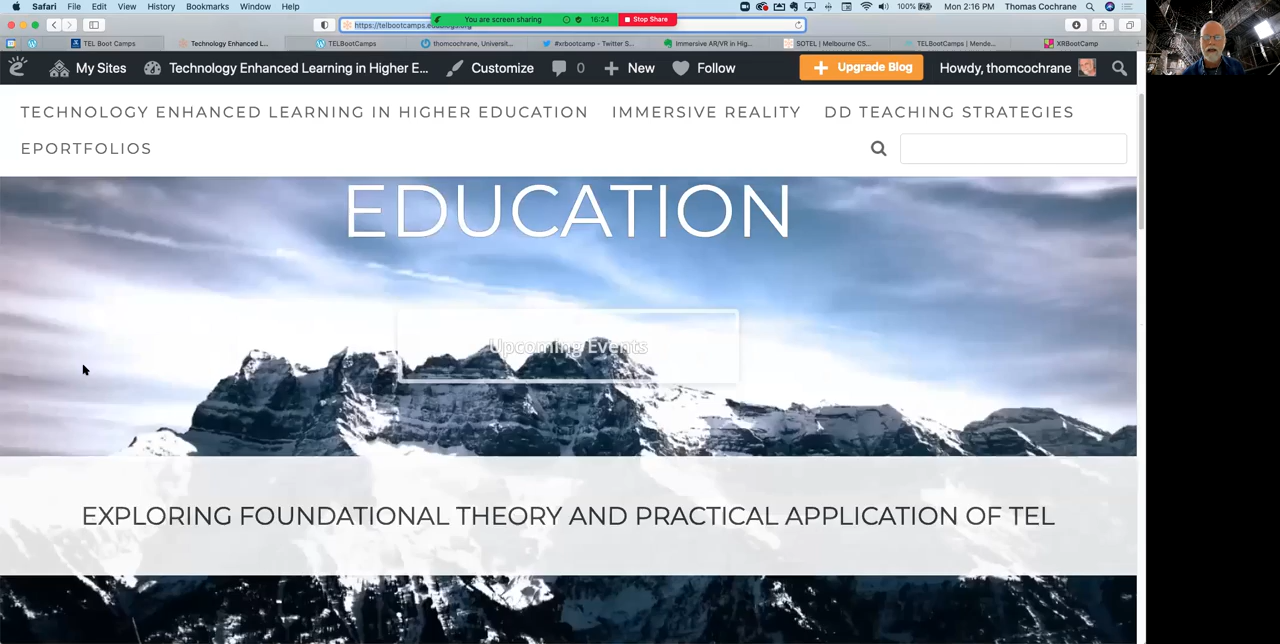 Safari File Edit View History Bookmarks Window Help 100% Mon 2:16 PM Thomas Cochrane
You are screen sharing 16:24 Stop Share
TEL Boot Camps Technology Enhanced L... TELBootCamps thomcochrane, Universit... #xrbootcamp - Twitter S... Immersive AR/VR in Hig... SOTEL | Melbourne CS... TELBootCamps | Mende... XRBootCamp
My Sites Technology Enhanced Learning in Higher E... Customize 0 New Follow Upgrade Blog Howdy, thomcochrane
TECHNOLOGY ENHANCED LEARNING IN HIGHER EDUCATION IMMERSIVE REALITY DD TEACHING STRATEGIES
EPORTFOLIOS
EDUCATION
Upcoming Events
EXPLORING FOUNDATIONAL THEORY AND PRACTICAL APPLICATION OF TEL